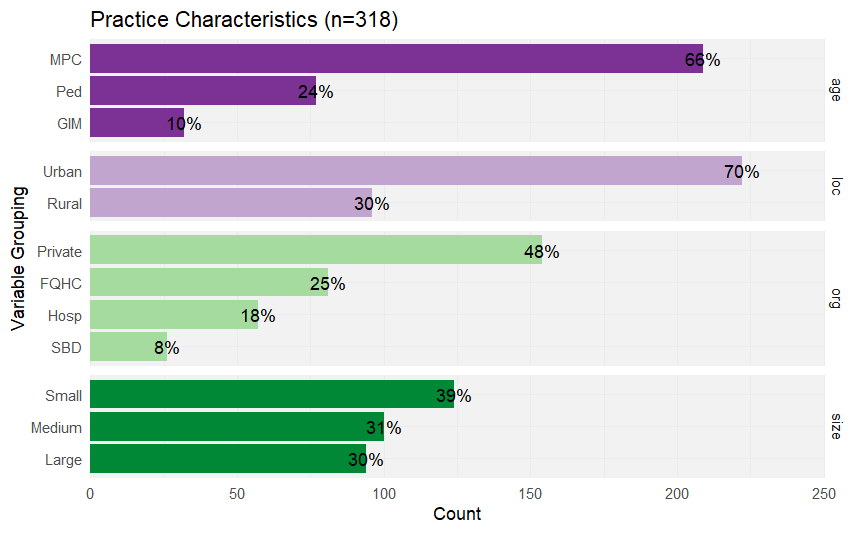 Practice Characteristics (n=318)
MPC 66%
Ped 24%
GIM 10%
age
Urban 70%
Rural 30%
loc
Private 48%
FQHC 25%
Hosp 18%
SBD 8%
org
Small 39%
Medium 31%
Large 30%
size
Variable Grouping
0 50 100 150 200 250
Count